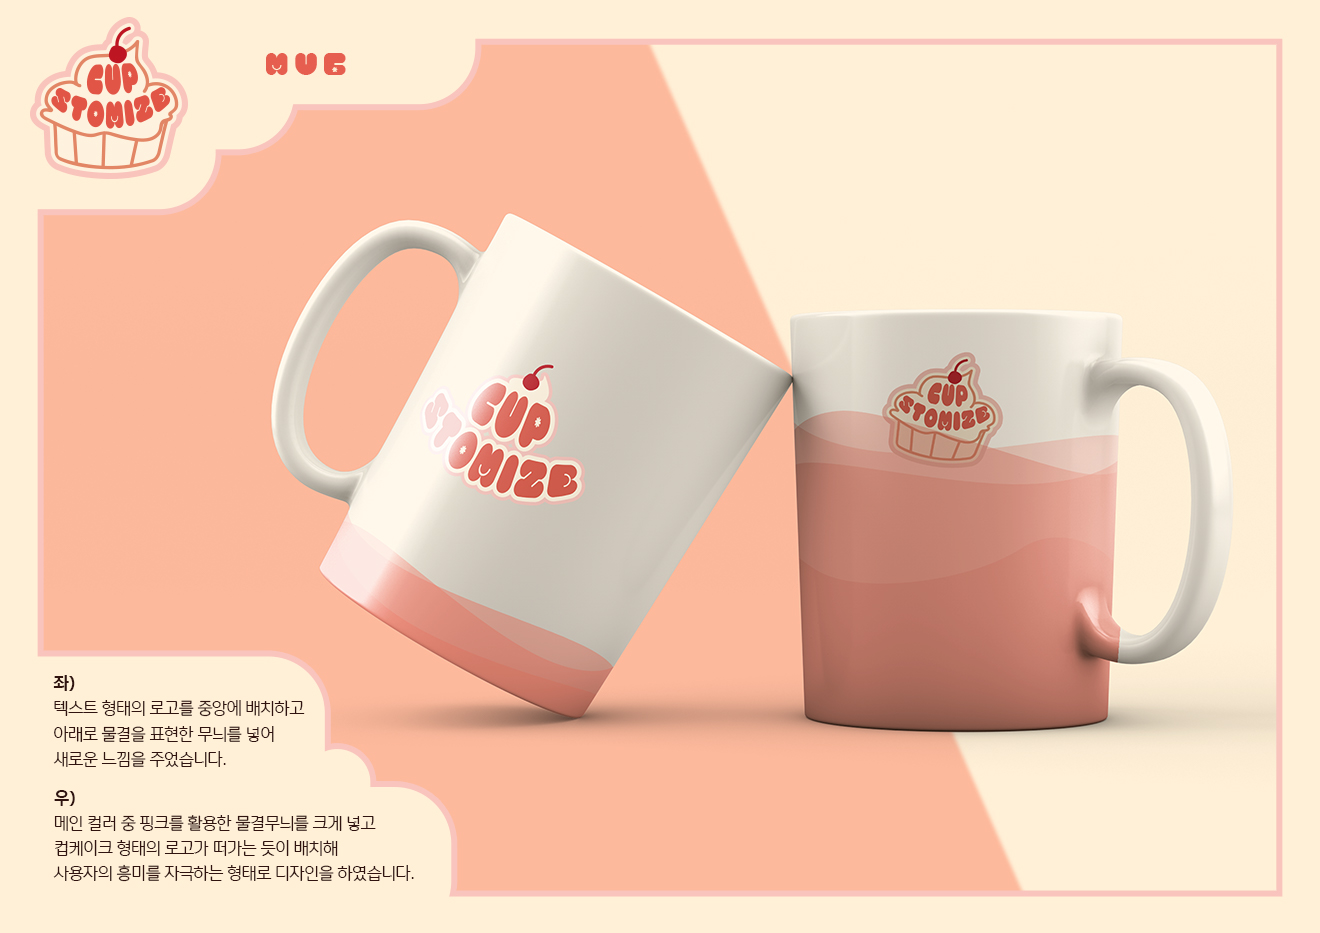 CUP
STOMIZE
MUG
CUP
STOMIZE
CUP
STOMIZE
좌)
텍스트 형태의 로고를 중앙에 배치하고
아래로 물결을 표현한 무늬를 넣어
새로운 느낌을 주었습니다.
우)
메인 컬러 중 핑크를 활용한 물결무늬를 크게 넣고
컵케이크 형태의 로고가 떠가는 듯이 배치해
사용자의 흥미를 자극하는 형태로 디자인을 하였습니다.